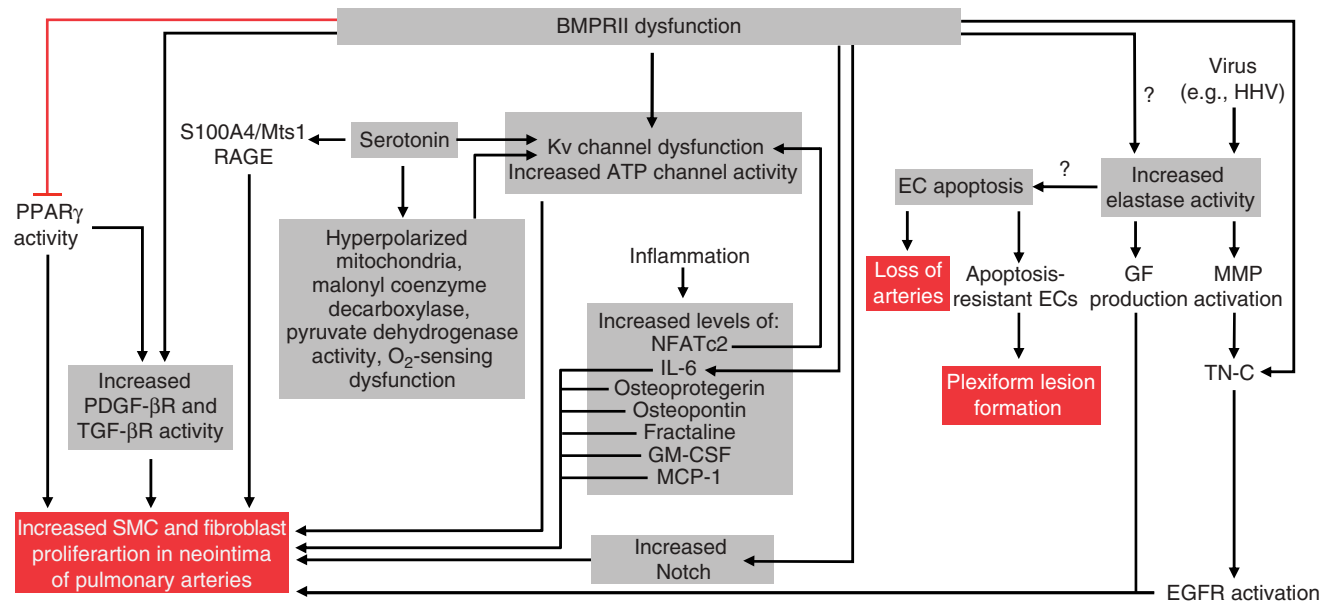 BMPRII dysfunction
Virus
(e.g., HHV)
?
S100A4/Mts1
RAGE
Serotonin
Kv channel dysfunction
Increased ATP channel activity
?
EC apoptosis
Increased
elastase activity
PPARγ
activity
Hyperpolarized
mitochondria,
malonyl coenzyme
decarboxylase,
pyruvate dehydrogenase
activity, O₂-sensing
dysfunction
Inflammation
Increased levels of:
NFATc2
IL-6
Osteoprotegerin
Osteopontin
Fractaline
GM-CSF
MCP-1
Loss of
arteries
Apoptosis-
resistant ECs
GF
production
MMP
activation
Plexiform lesion
formation
TN-C
Increased
PDGF-βR and
TGF-βR activity
Increased SMC and fibroblast
proliferartion in neointima
of pulmonary arteries
Increased
Notch
EGFR activation